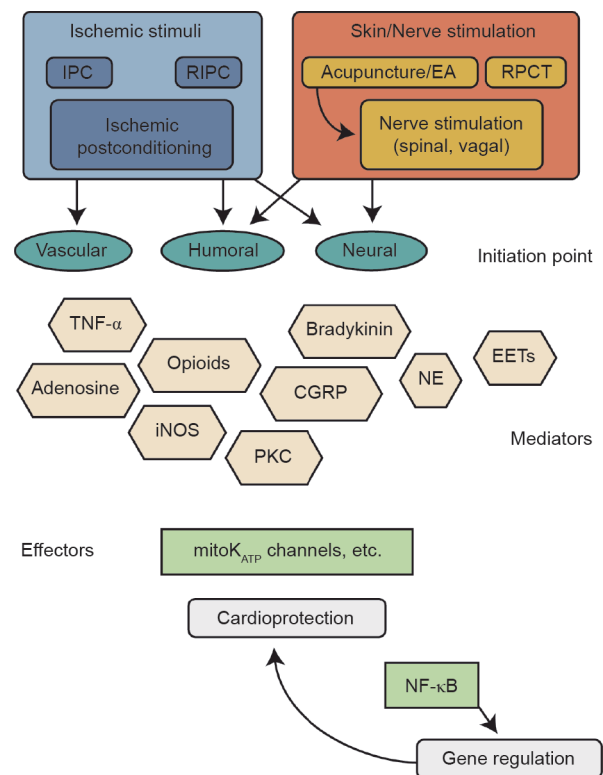 Ischemic stimuli
IPC
RIPC
Ischemic
postconditioning
Skin/Nerve stimulation
Acupuncture/EA
RPCT
Nerve stimulation
(spinal, vagal)
Vascular
Humoral
Neural
Initiation point
TNF-α
Bradykinin
Opioids
EETs
Adenosine
CGRP
NE
iNOS
PKC
Mediators
Effectors
mitoK_ATP channels, etc.
Cardioprotection
NF-κB
Gene regulation